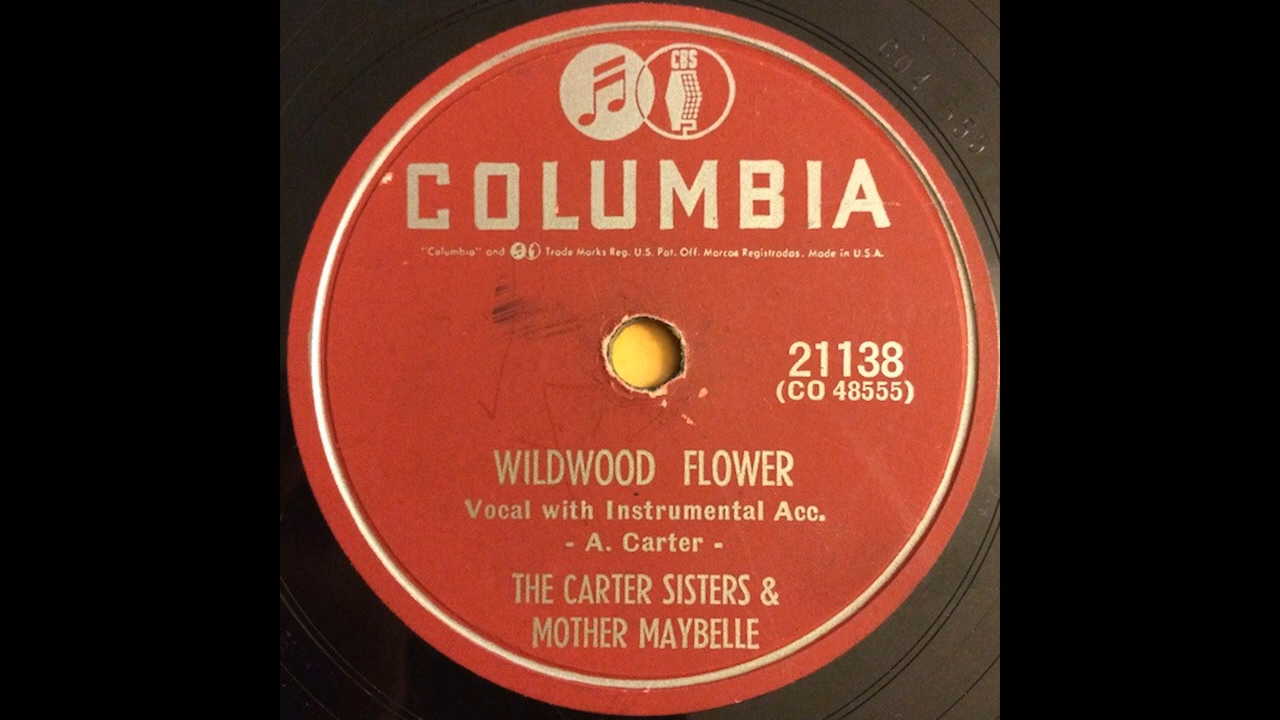 CBS
COLUMBIA
"Columbia" and Trade Marks Reg. U.S. Pat. Off. Marcas Registradas. Made in U.S.A.
21138
(CO 48555)
WILDWOOD FLOWER
Vocal with Instrumental Acc.
- A. Carter -
THE CARTER SISTERS &
MOTHER MAYBELLE